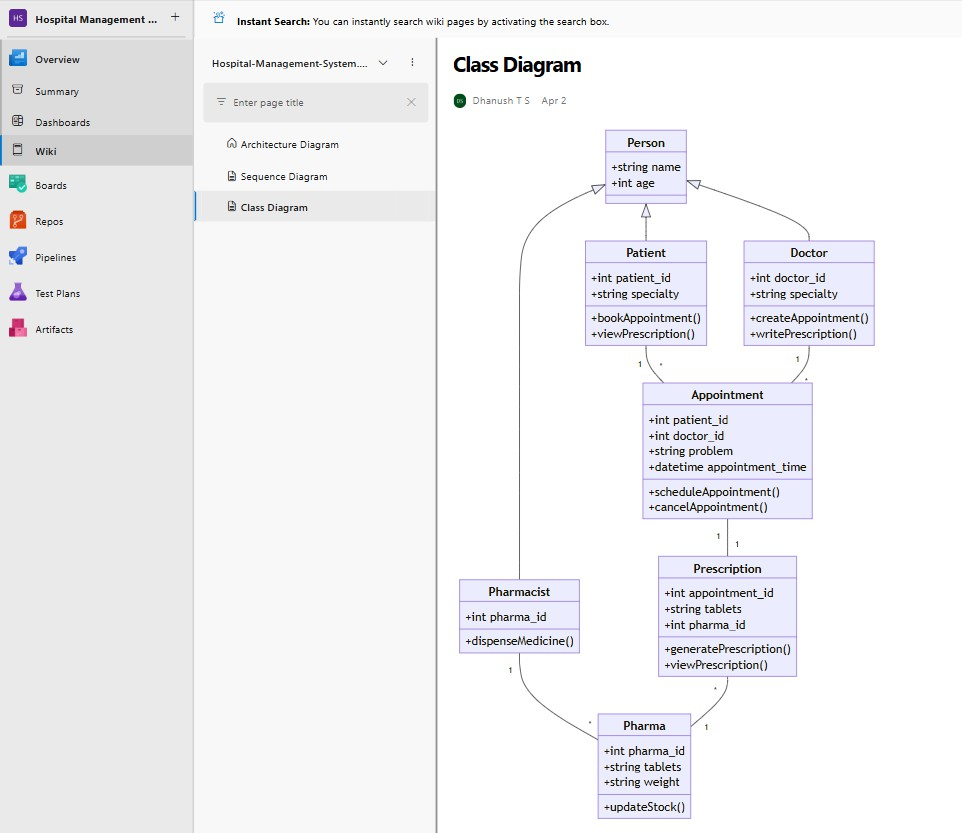 HS Hospital Management ... +
Instant Search: You can instantly search wiki pages by activating the search box.
Overview
Summary
Dashboards
Wiki
Boards
Repos
Pipelines
Test Plans
Artifacts
Hospital-Management-System....
Enter page title
Architecture Diagram
Sequence Diagram
Class Diagram
Class Diagram
Dhanush T S Apr 2
Person
+string name
+int age
Patient
+int patient_id
+string specialty
+bookAppointment()
+viewPrescription()
Doctor
+int doctor_id
+string specialty
+createAppointment()
+writePrescription()
1 *
1
*
Appointment
+int patient_id
+int doctor_id
+string problem
+datetime appointment_time
+scheduleAppointment()
+cancelAppointment()
1
1
Prescription
+int appointment_id
+string tablets
+int pharma_id
+generatePrescription()
+viewPrescription()
Pharmacist
+int pharma_id
+dispenseMedicine()
1
*
*
1
Pharma
+int pharma_id
+string tablets
+string weight
+updateStock()